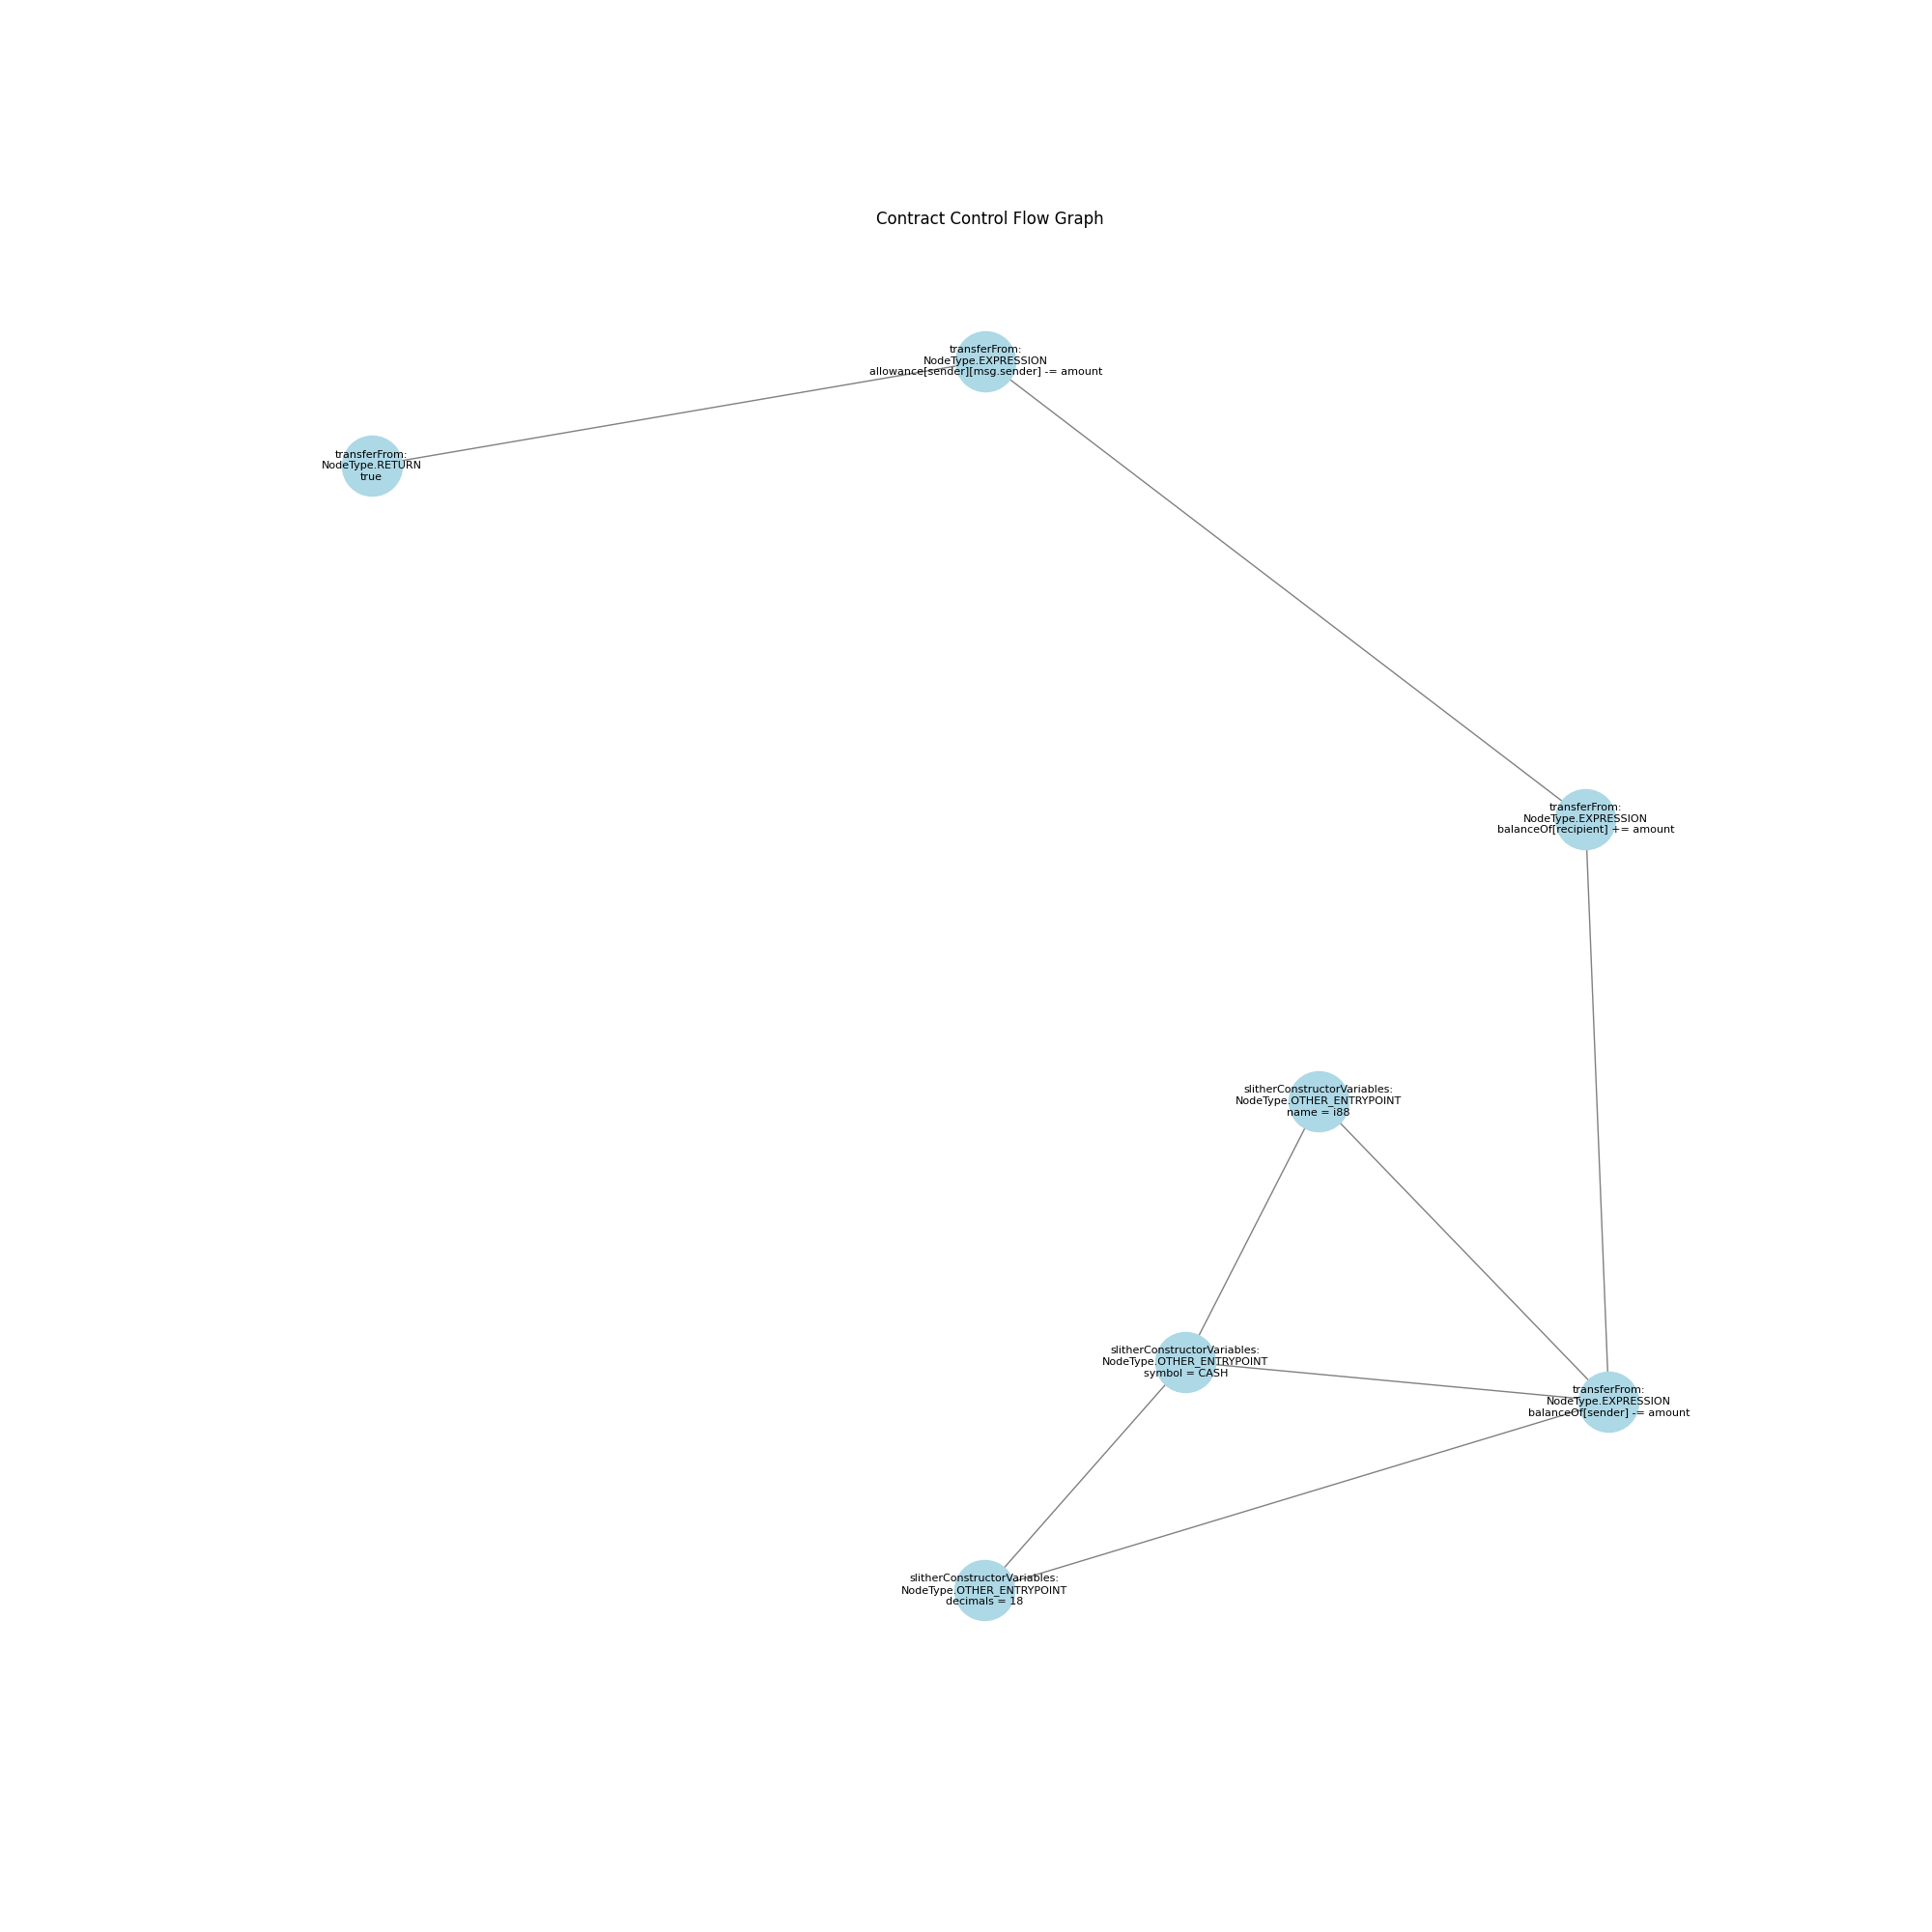 Contract Control Flow Graph
transferFrom:
NodeType.EXPRESSION
allowance[sender][msg.sender] -= amount
transferFrom:
NodeType.RETURN
true
transferFrom:
NodeType.EXPRESSION
balanceOf[recipient] += amount
slitherConstructorVariables:
NodeType.OTHER_ENTRYPOINT
name = i88
slitherConstructorVariables:
NodeType.OTHER_ENTRYPOINT
symbol = CASH
transferFrom:
NodeType.EXPRESSION
balanceOf[sender] -= amount
slitherConstructorVariables:
NodeType.OTHER_ENTRYPOINT
decimals = 18